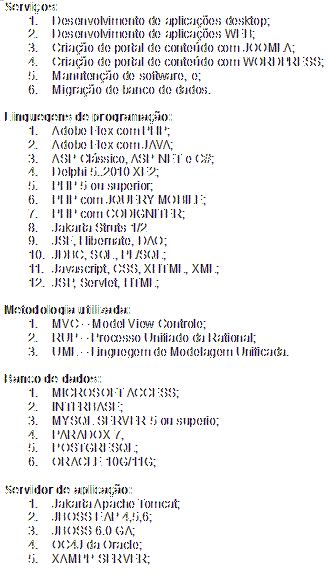 Serviços:
1. Desenvolvimento de aplicações desktop;
2. Desenvolvimento de aplicações WEB;
3. Criação de portal de conteúdo com JOOMLA;
4. Criação de portal de conteúdo com WORDPRESS;
5. Manutenção de software, e;
6. Migração de banco de dados.
Linguegens de programação:
1. Adobe Flex com PHP;
2. Adobe Flex com JAVA;
3. ASP Clássico, ASP NET e C#;
4. Delphi 5..2010 XE2;
5. PHP 5 ou superior;
6. PHP com JQUERY MOBILE;
7. PHP com CODIGNITER;
8. Jakarta Struts 1/2
9. JSF, Hibernate, DAO;
10. JDBC, SQL, PL/SQL;
11. Javascript, CSS, XHTML, XML;
12. JSP, Servlet, HTML;
Metodologia utilizada:
1. MVC - Model View Controle;
2. RUP - Processo Unifiado da Rational;
3. UML - Linguegem de Modelagem Unificada.
Banco de dados:
1. MICROSOFT ACCESS;
2. INTERBASE;
3. MYSQL SERVER 5 ou superio;
4. PARADOX 7,
5. POSTGRESQL;
6. ORACLE 10G/11G;
Servidor de aplicação:
1. Jakarta Apache Tomcat;
2. JBOSS EAP 4,5,6;
3. JBOSS 6.0 GA;
4. OC4J da Oracle;
5. XAMPP SERVER;